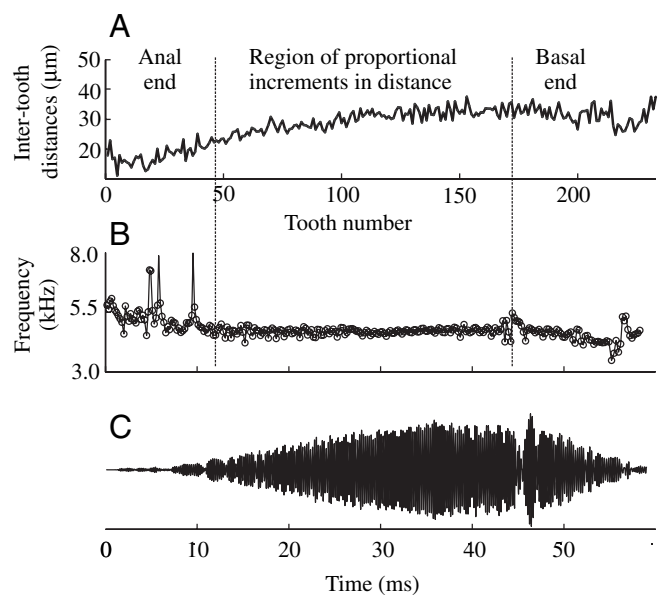 A
Anal end
Region of proportional increments in distance
Basal end
Inter-tooth distances (μm)
50
40
30
20
0
50
100
150
200
Tooth number
B
Frequency (kHz)
8.0
5.5
3.0
C
0
10
20
30
40
50
Time (ms)